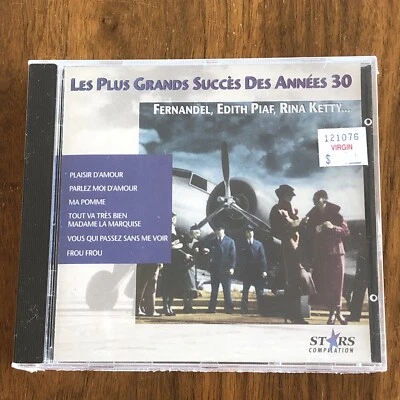 LES PLUS GRANDS SUCCÈS DES ANNÉES 30
FERNANDEL, EDITH PIAF, RINA KETTY...
121076
VIRGIN
$
PLAISIR D'AMOUR
PARLEZ MOI D'AMOUR
MA POMME
TOUT VA TRÈS BIEN
MADAME LA MARQUISE
VOUS QUI PASSEZ SANS ME VOIR
FROU FROU
STARS
COMPILATION